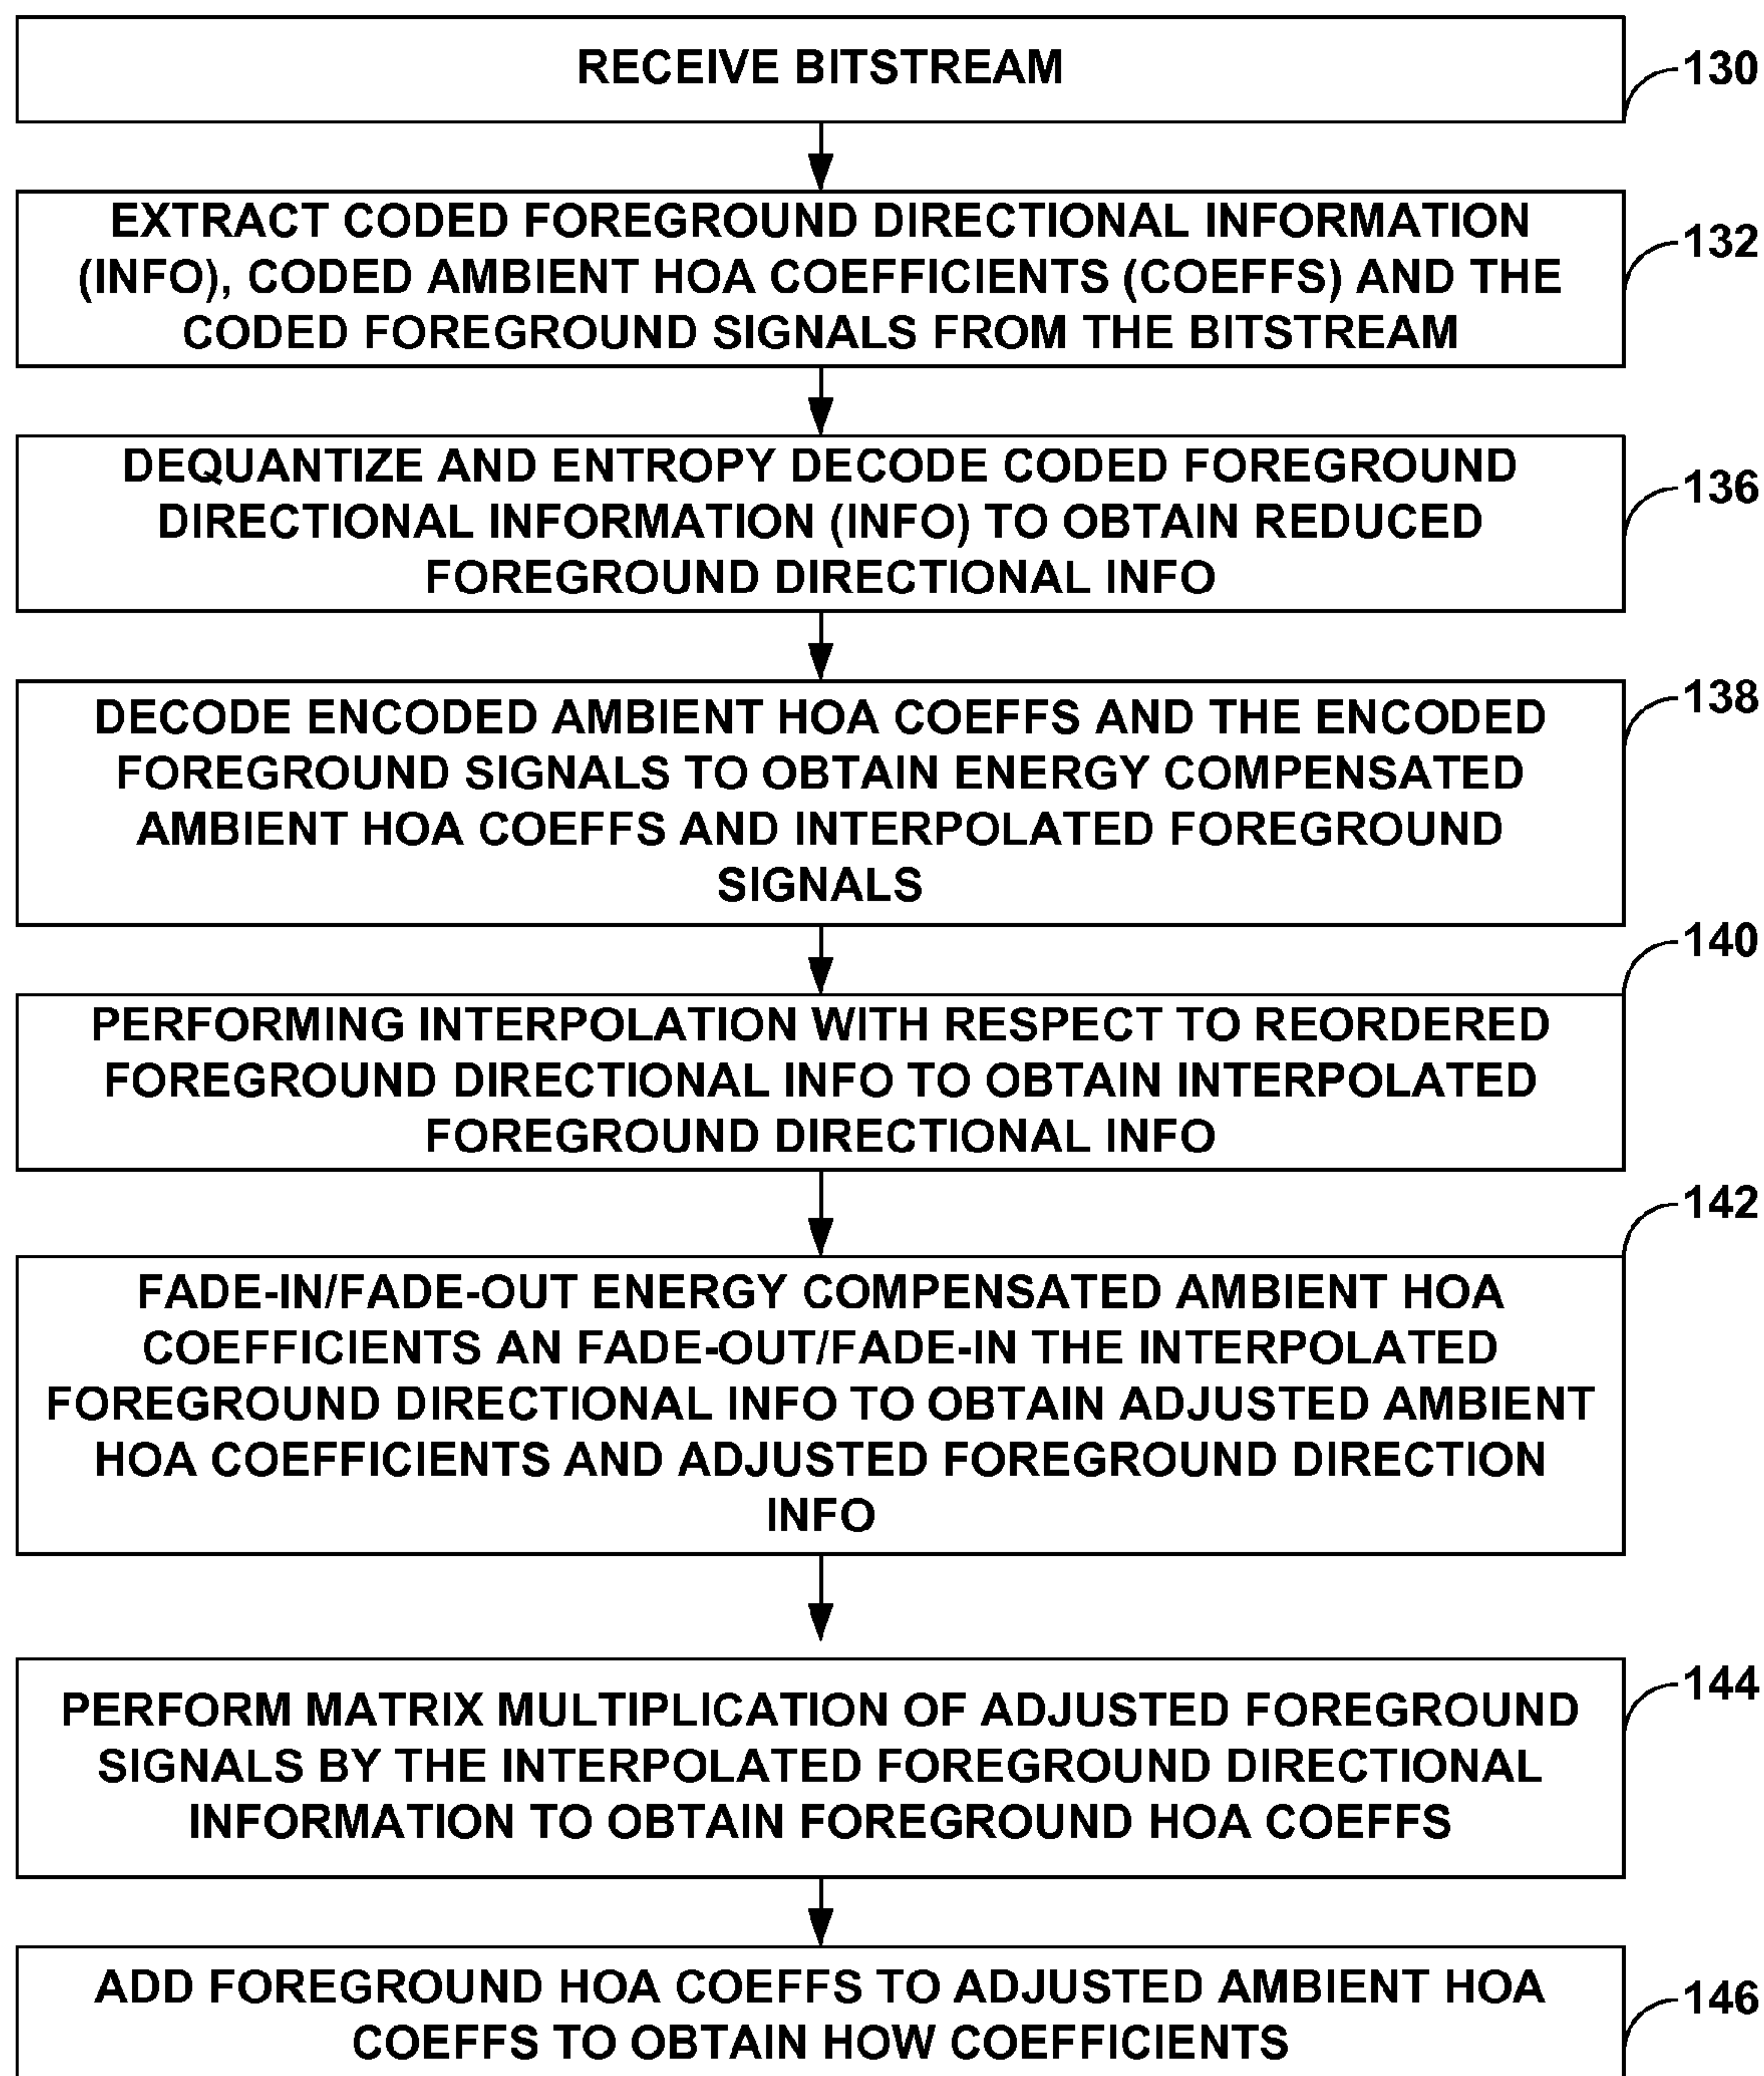 RECEIVE BITSTREAM
130
EXTRACT CODED FOREGROUND DIRECTIONAL INFORMATION
(INFO), CODED AMBIENT HOA COEFFICIENTS (COEFFS) AND THE
CODED FOREGROUND SIGNALS FROM THE BITSTREAM
132
DEQUANTIZE AND ENTROPY DECODE CODED FOREGROUND
DIRECTIONAL INFORMATION (INFO) TO OBTAIN REDUCED
FOREGROUND DIRECTIONAL INFO
136
DECODE ENCODED AMBIENT HOA COEFFS AND THE ENCODED
FOREGROUND SIGNALS TO OBTAIN ENERGY COMPENSATED
AMBIENT HOA COEFFS AND INTERPOLATED FOREGROUND
SIGNALS
138
PERFORMING INTERPOLATION WITH RESPECT TO REORDERED
FOREGROUND DIRECTIONAL INFO TO OBTAIN INTERPOLATED
FOREGROUND DIRECTIONAL INFO
140
FADE-IN/FADE-OUT ENERGY COMPENSATED AMBIENT HOA
COEFFICIENTS AN FADE-OUT/FADE-IN THE INTERPOLATED
FOREGROUND DIRECTIONAL INFO TO OBTAIN ADJUSTED AMBIENT
HOA COEFFICIENTS AND ADJUSTED FOREGROUND DIRECTION
INFO
142
PERFORM MATRIX MULTIPLICATION OF ADJUSTED FOREGROUND
SIGNALS BY THE INTERPOLATED FOREGROUND DIRECTIONAL
INFORMATION TO OBTAIN FOREGROUND HOA COEFFS
144
ADD FOREGROUND HOA COEFFS TO ADJUSTED AMBIENT HOA
COEFFS TO OBTAIN HOW COEFFICIENTS
146